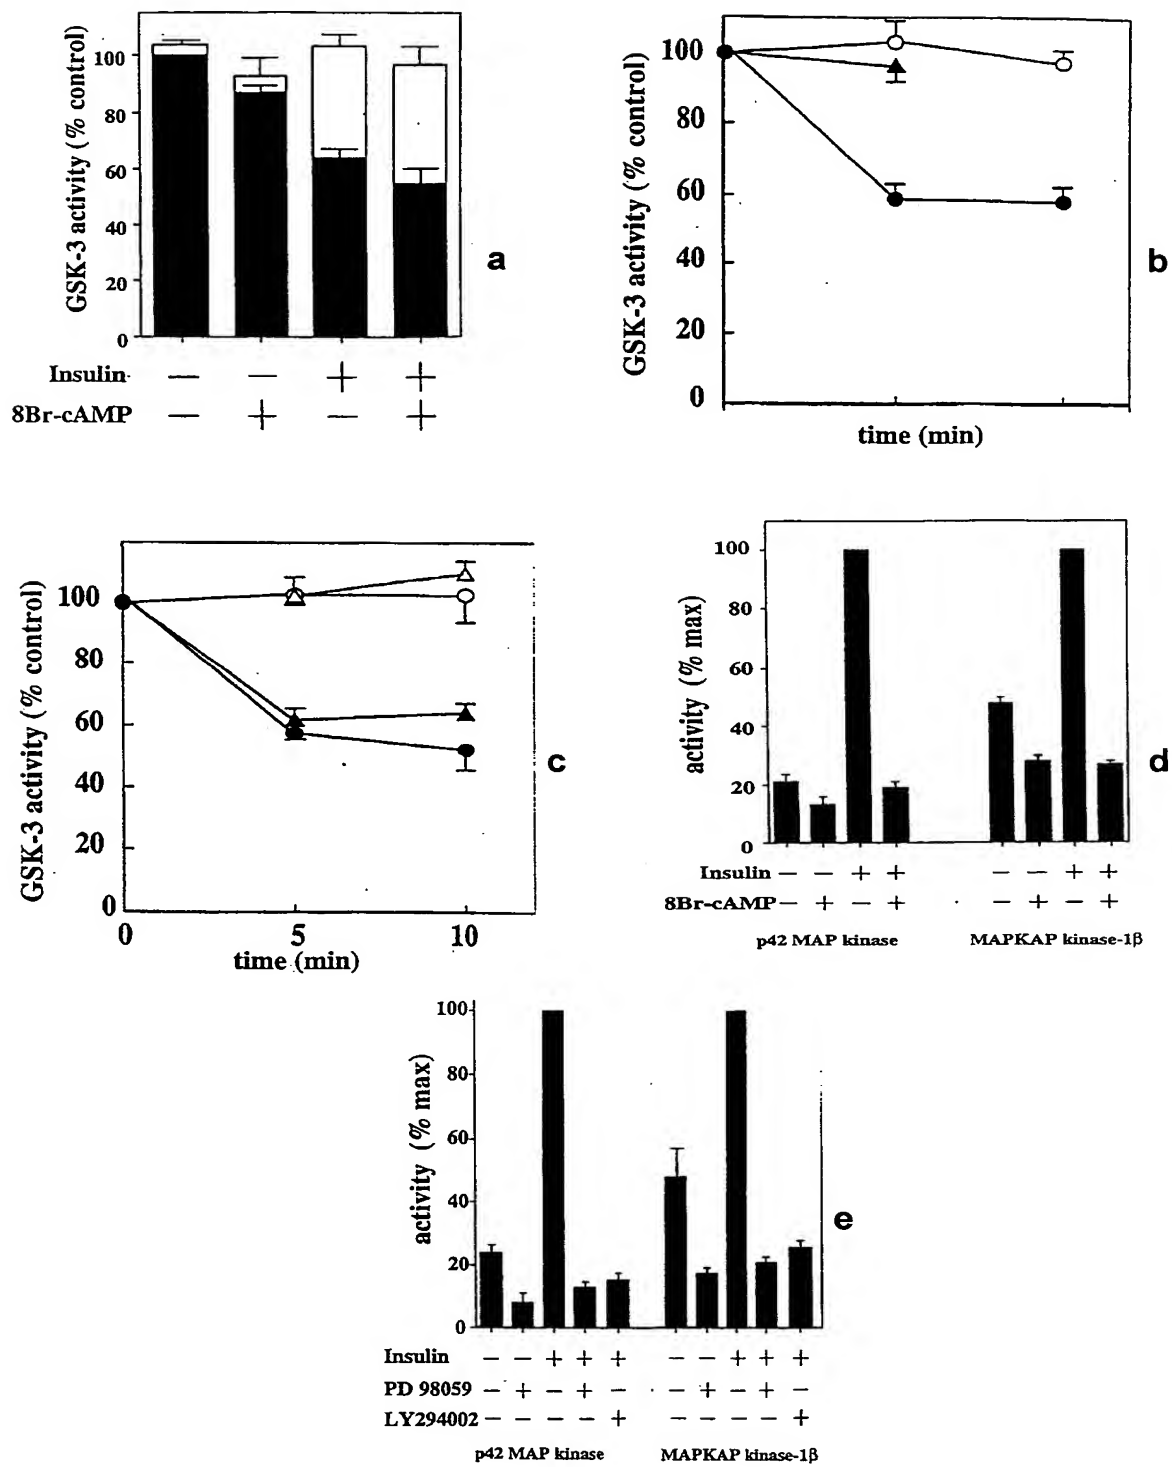 GSK-3 activity (% control)
100
80
60
40
20
0
Insulin - - + +
8Br-cAMP - + - +
a
GSK-3 activity (% control)
100
80
60
40
20
0
time (min)
b
GSK-3 activity (% control)
100
80
60
40
20
0
0 5 10
time (min)
c
activity (% max)
100
80
60
40
20
0
Insulin - - + + - - + +
8Br-cAMP - + - + - + - +
p42 MAP kinase MAPKAP kinase-1β
d
activity (% max)
100
80
60
40
20
0
Insulin - - + + + - - + + +
PD 98059 - + - + - - + - + -
LY294002 - - - - + - - - - +
p42 MAP kinase MAPKAP kinase-1β
e